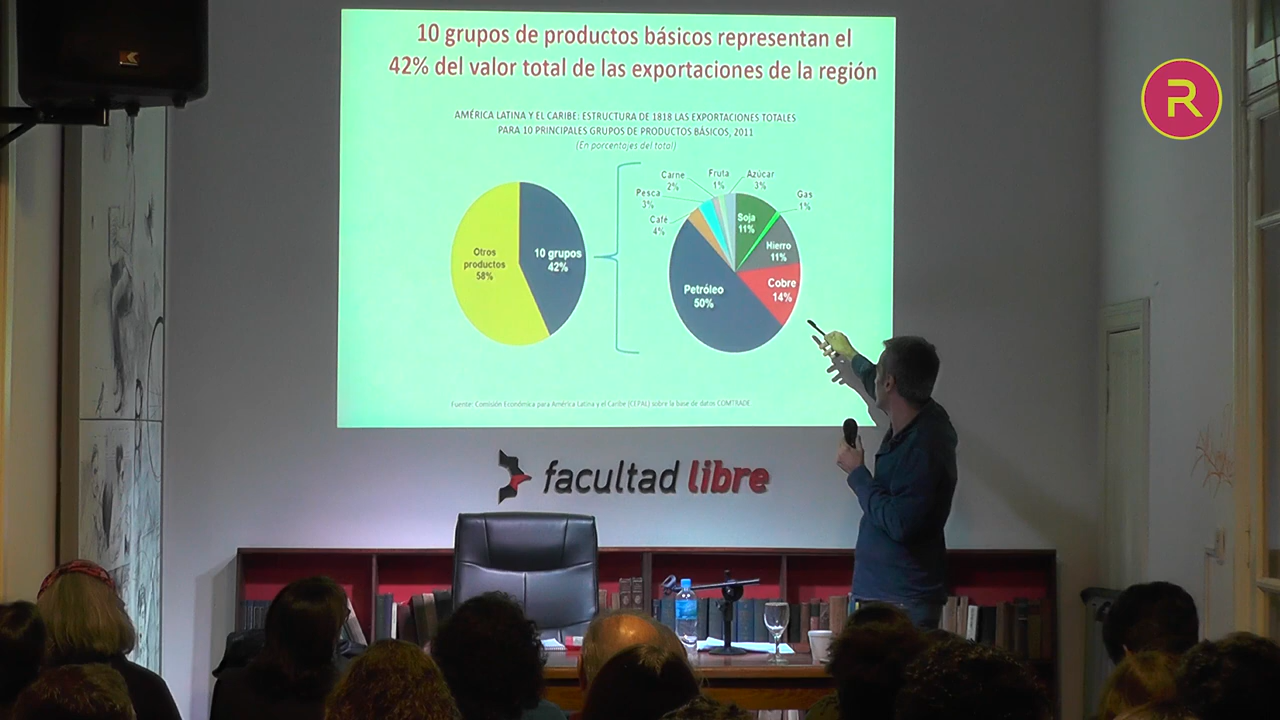 10 grupos de productos básicos representan el
42% del valor total de las exportaciones de la región
AMÉRICA LATINA Y EL CARIBE: ESTRUCTURA DE 1818 LAS EXPORTACIONES TOTALES
PARA 10 PRINCIPALES GRUPOS DE PRODUCTOS BÁSICOS, 2011
(En porcentajes del total)
Otros
productos
58%
10 grupos
42%
Carne
2%
Fruta
1%
Azúcar
3%
Pesca
3%
Gas
1%
Café
4%
Soja
11%
Hierro
11%
Cobre
14%
Petróleo
50%
Fuente: Comisión Económica para América Latina y el Caribe (CEPAL) sobre la base de datos COMTRADE
facultad libre
R